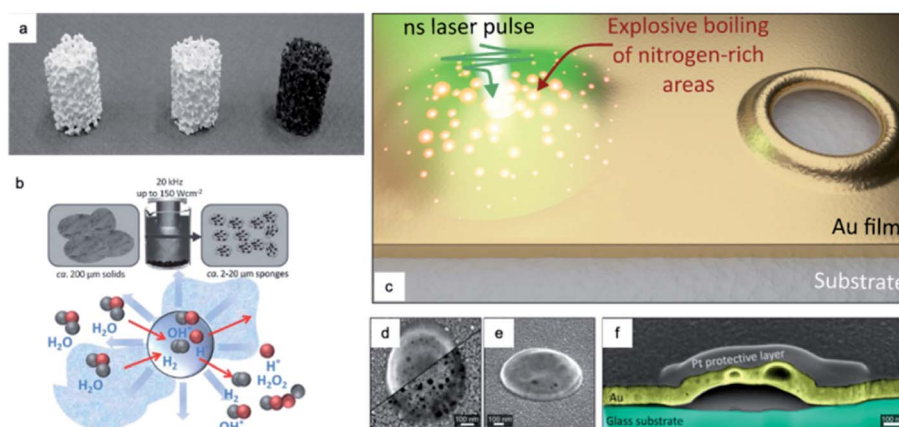 a
b
20 kHz
up to 150 Wcm⁻²
ca. 200 μm solids
ca. 2-20 μm sponges
H₂O
H₂O
H₂O
OH*
H₂
H
H*
H₂O₂
H₂
OH*
ns laser pulse
Explosive boiling
of nitrogen-rich
areas
Au film
Substrate
c
d
100 nm
e
100 nm
f
Pt protective layer
Au
Glass substrate